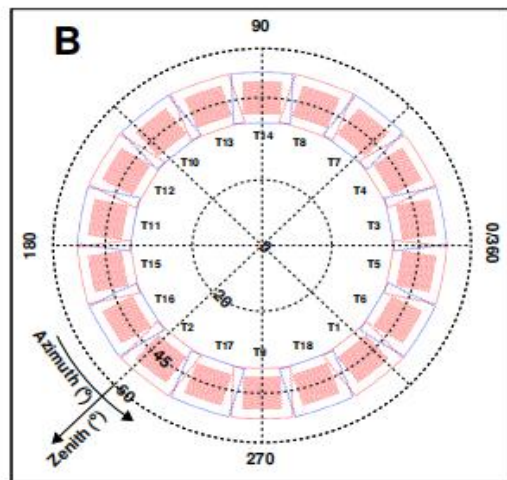 B
90
T13
T14
T8
T10
T7
T12
T4
T11
T3
180
0
0/360
T15
T5
T16
T6
-20
T2
T1
T17
T9
T18
-45
-60
Azimuth (°)
Zenith (°)
270